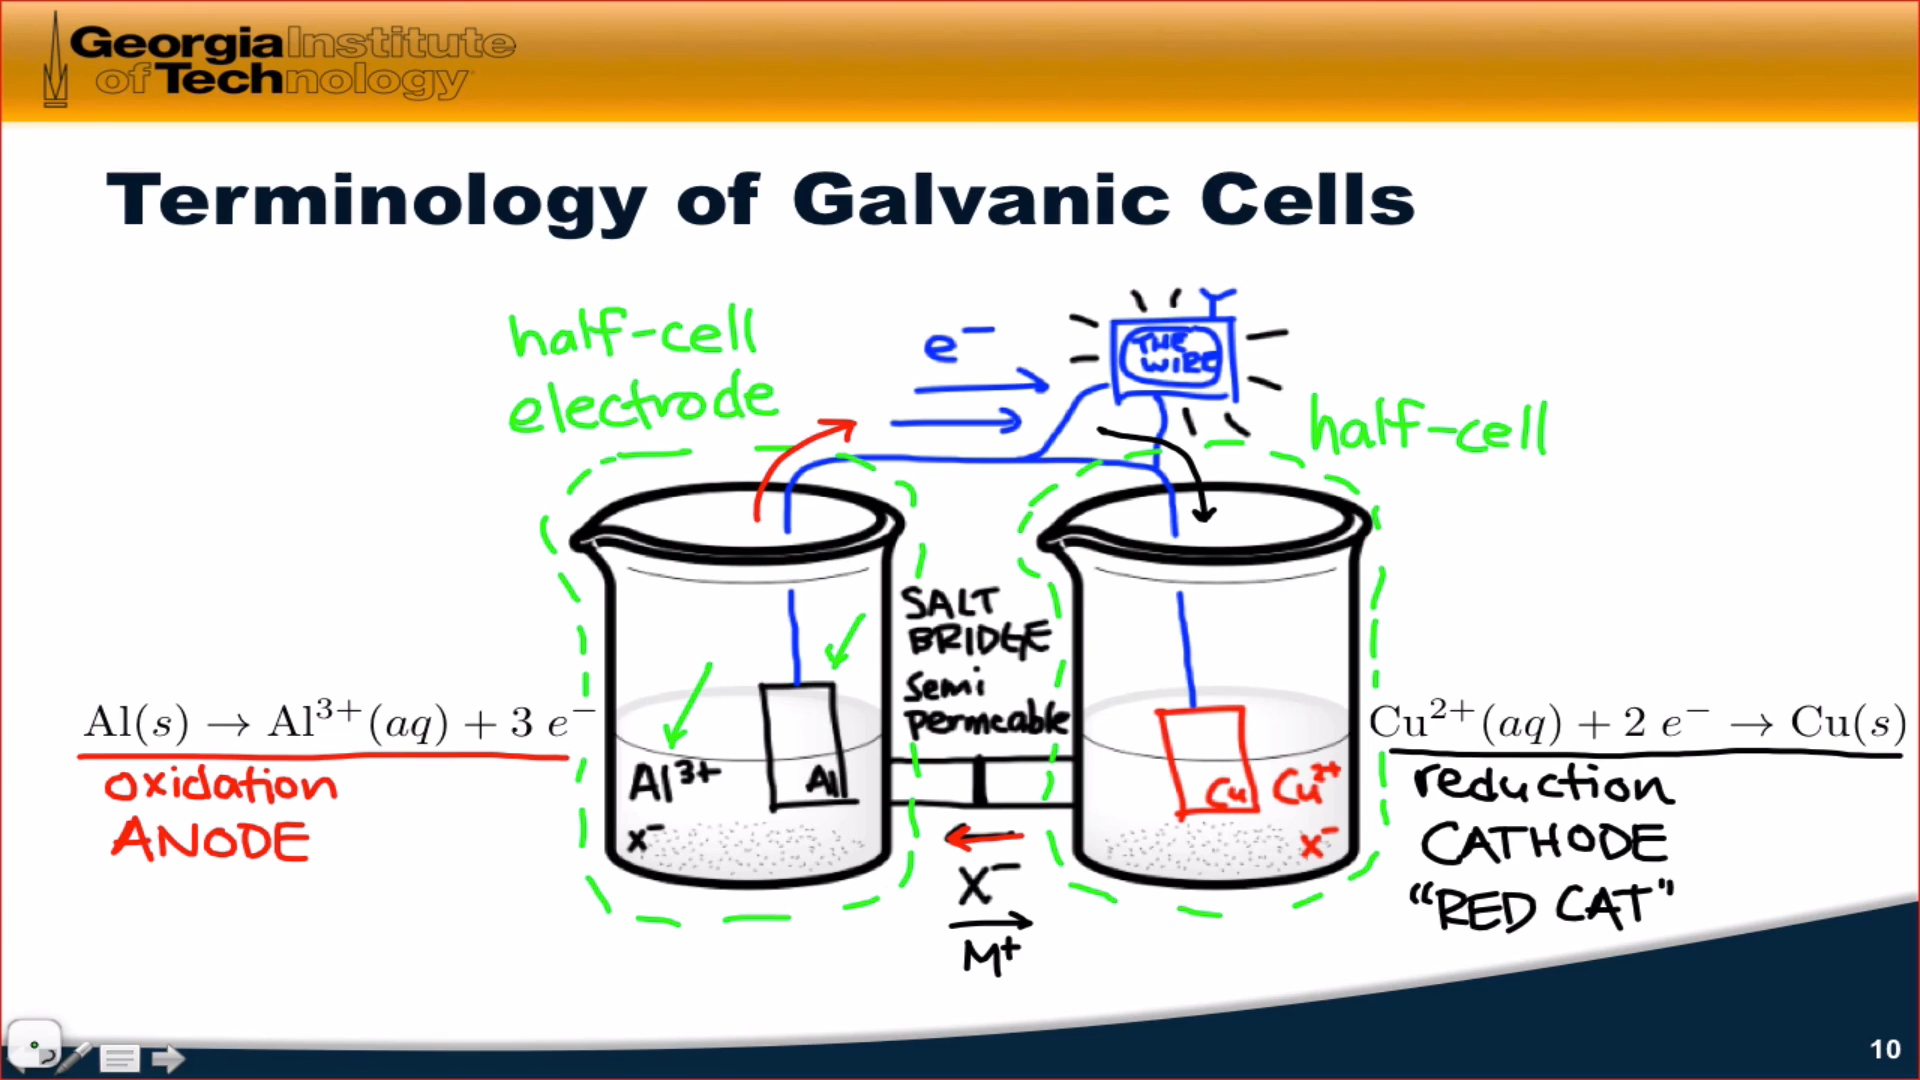 Georgia Institute
of Technology
Terminology of Galvanic Cells
half-cell
electrode
e⁻
THE
WIRE
half-cell
SALT
BRIDGE
semi
permeable
Al(s) → Al³⁺(aq) + 3 e⁻
oxidation
ANODE
Al³⁺
Al
x⁻
Cu
Cu²⁺
x⁻
X⁻
M⁺
Cu²⁺(aq) + 2 e⁻ → Cu(s)
reduction
CATHODE
"RED CAT"
10